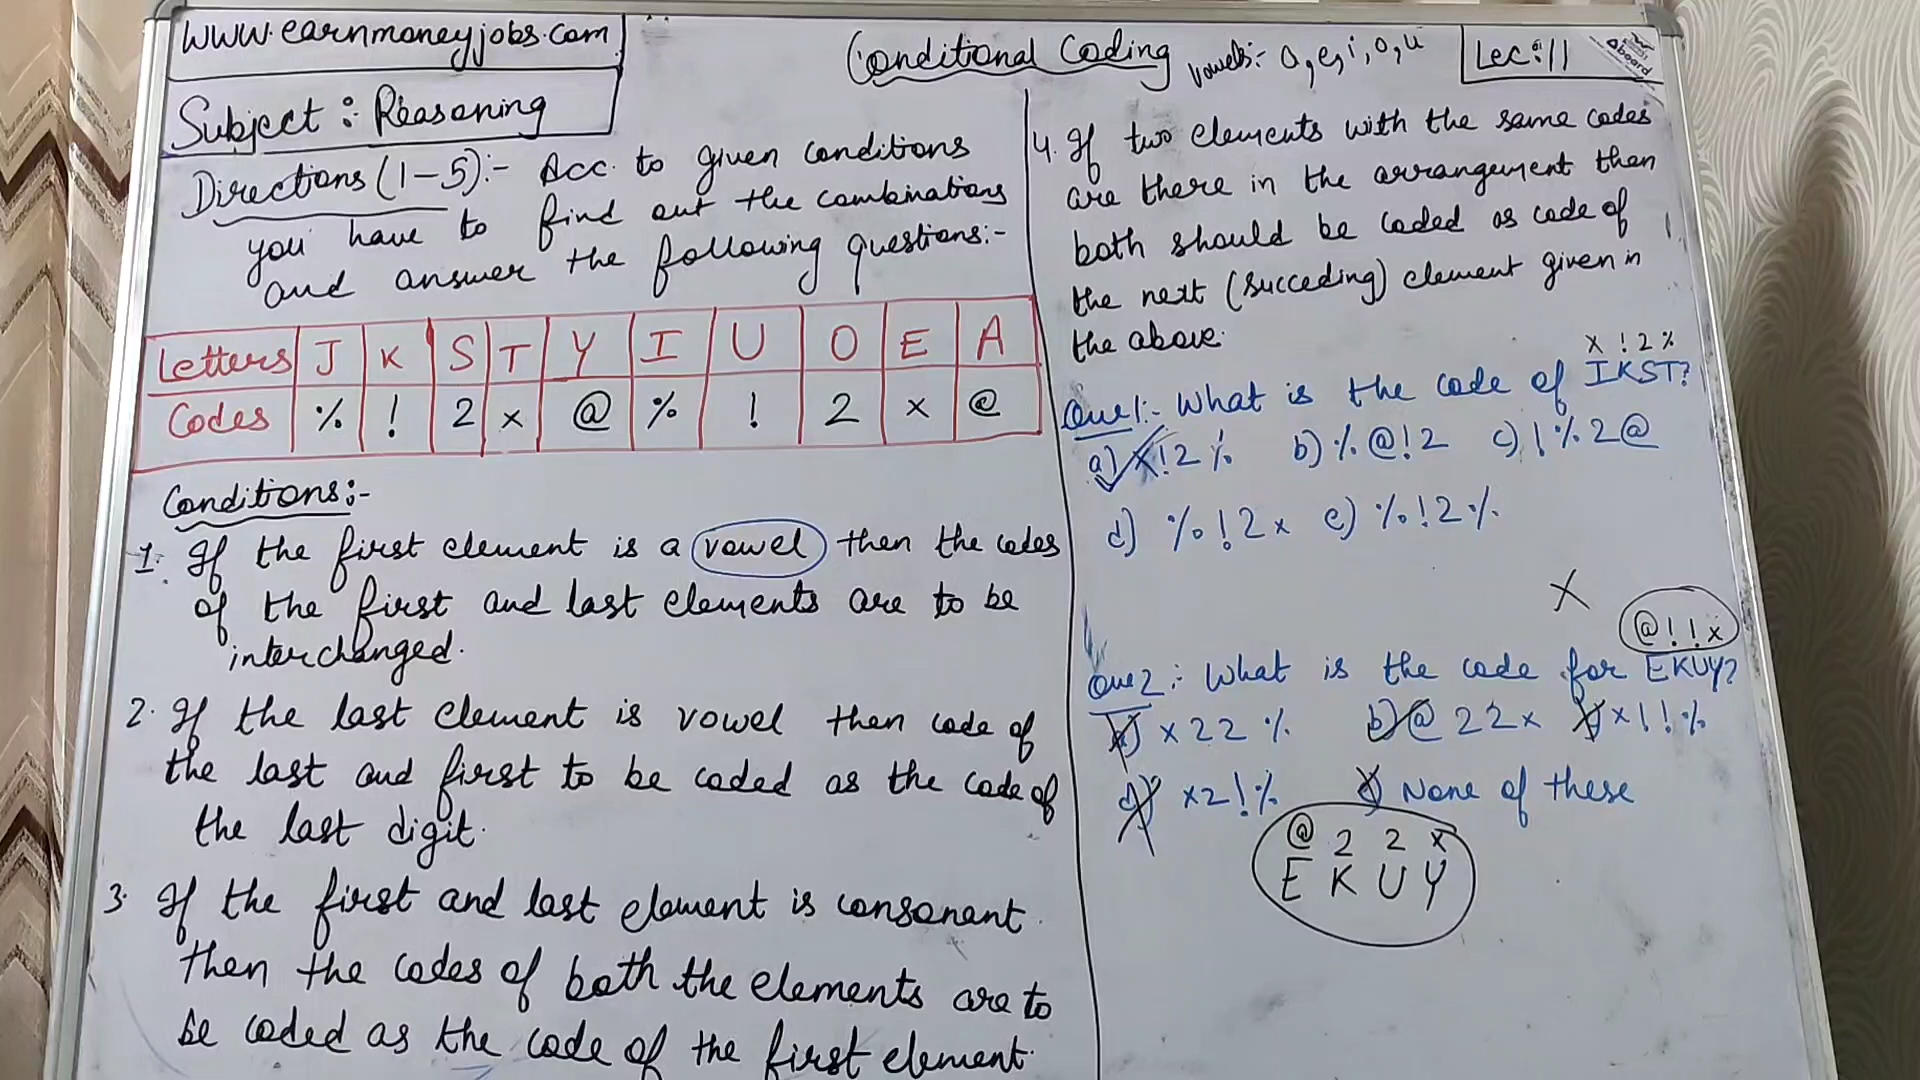 www.earnmoneyjobs.com
Conditional Coding
vowels:- a, e, i, o, u
Lec:11
board
Subject : Reasoning
Directions (1-5):- Acc. to given conditions
you have to find out the combinations
and answer the following questions:-
Letters J K S T Y I U O E A
Codes % ! 2 x @ % ! 2 x @
Conditions:-
1. If the first element is a vowel then the codes
of the first and last elements are to be
interchanged.
2. If the last element is vowel then code of
the last and first to be coded as the code of
the last digit.
3. If the first and last element is consonant
then the codes of both the elements are to
be coded as the code of the first element.
4. If two elements with the same codes
are there in the arrangement then
both should be coded as code of
the next (succeding) element given in
the above.
x ! 2 %
Que1:- What is the code of IKST?
a) x ! 2 % b) % @ ! 2 c) ! % 2 @
d) % ! 2 x e) % ! 2 %
x
@ ! ! x
Que2:- What is the code for EKUY?
a) x 2 2 % b) @ 2 2 x c) x ! ! %
d) x 2 ! % e) None of these
@ 2 2 x
E K U Y